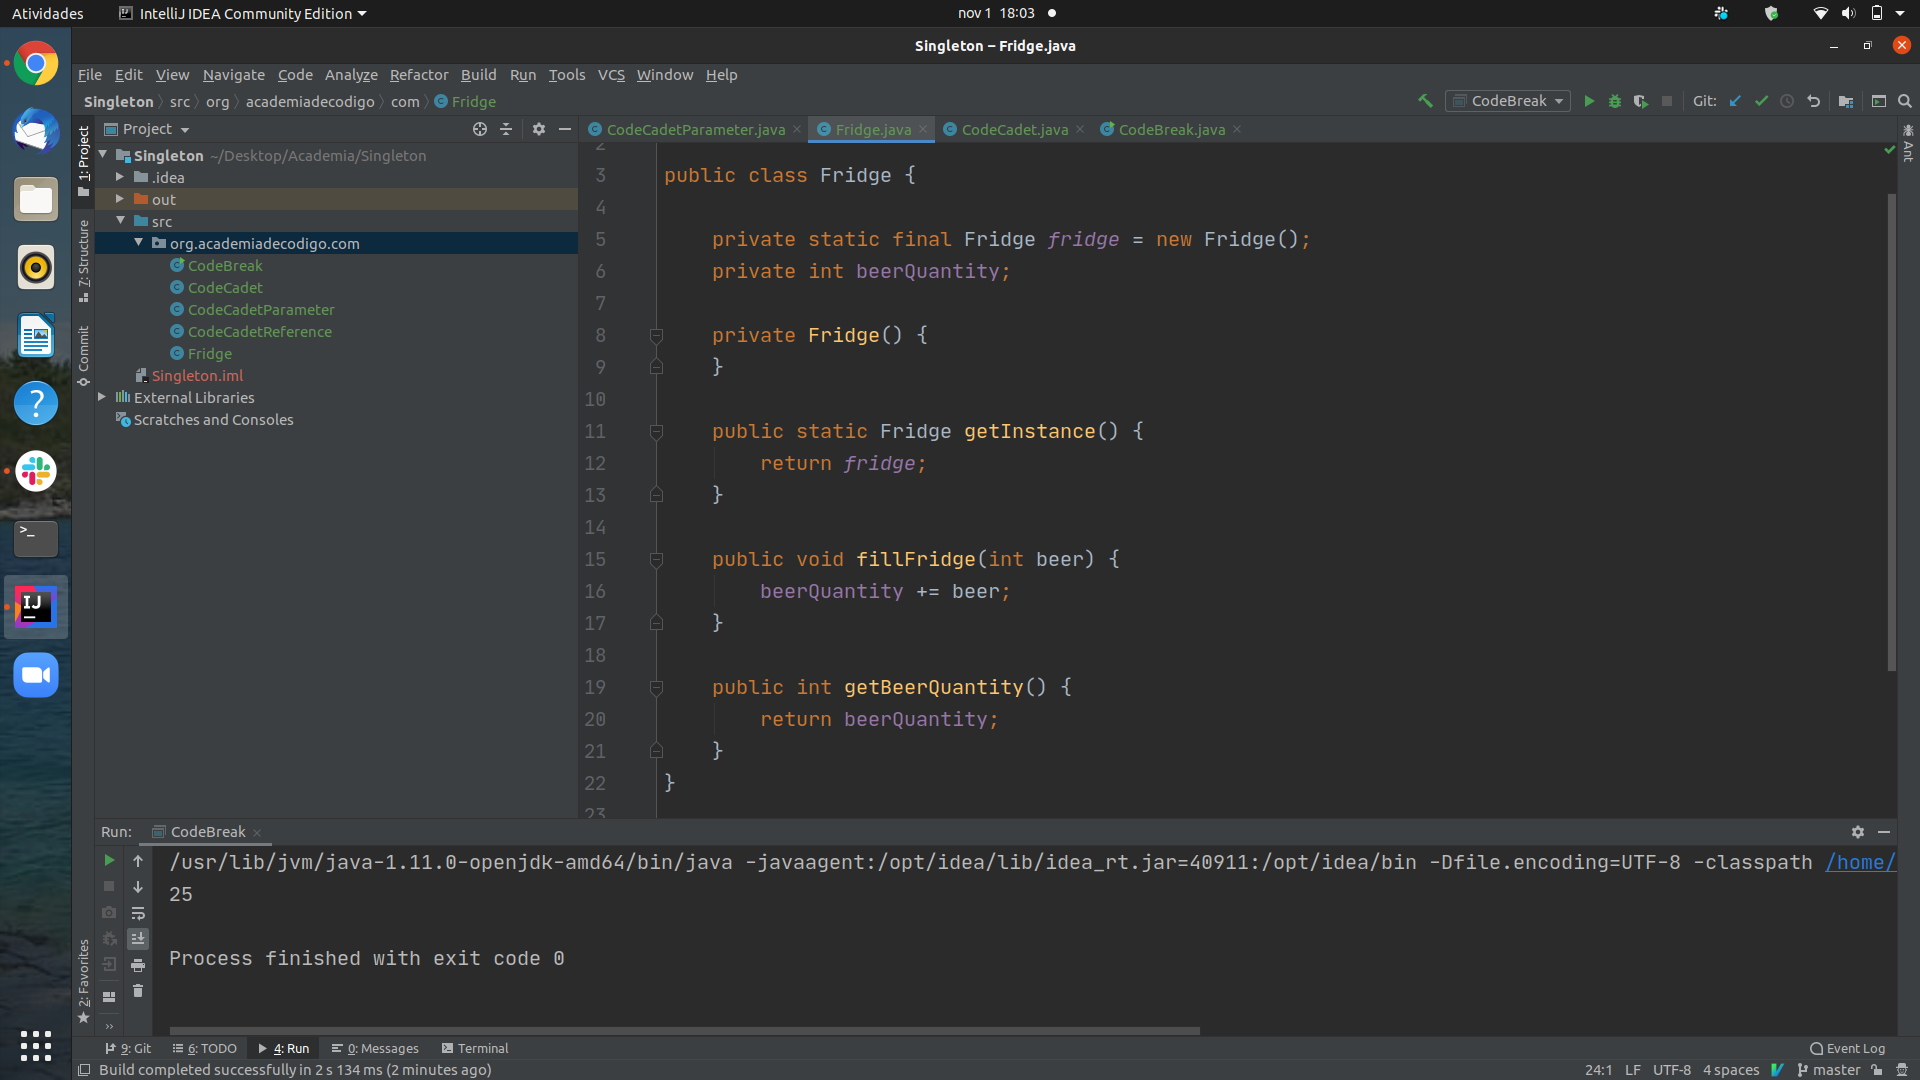 Atividades
IntelliJ IDEA Community Edition
nov 1 18:03
Singleton – Fridge.java
File Edit View Navigate Code Analyze Refactor Build Run Tools VCS Window Help
Singleton src org academiadecodigo com Fridge
CodeBreak
Git:
1: Project
7: Structure
Commit
2: Favorites
Ant
Project
Singleton ~/Desktop/Academia/Singleton
.idea
out
src
org.academiadecodigo.com
CodeBreak
CodeCadet
CodeCadetParameter
CodeCadetReference
Fridge
Singleton.iml
External Libraries
Scratches and Consoles
CodeCadetParameter.java Fridge.java CodeCadet.java CodeBreak.java
2
3 public class Fridge {
4
5 private static final Fridge fridge = new Fridge();
6 private int beerQuantity;
7
8 private Fridge() {
9 }
10
11 public static Fridge getInstance() {
12 return fridge;
13 }
14
15 public void fillFridge(int beer) {
16 beerQuantity += beer;
17 }
18
19 public int getBeerQuantity() {
20 return beerQuantity;
21 }
22 }
23
Run: CodeBreak
/usr/lib/jvm/java-1.11.0-openjdk-amd64/bin/java -javaagent:/opt/idea/lib/idea_rt.jar=40911:/opt/idea/bin -Dfile.encoding=UTF-8 -classpath /home/
25
Process finished with exit code 0
9: Git 6: TODO 4: Run 0: Messages Terminal
Event Log
Build completed successfully in 2 s 134 ms (2 minutes ago)
24:1 LF UTF-8 4 spaces master